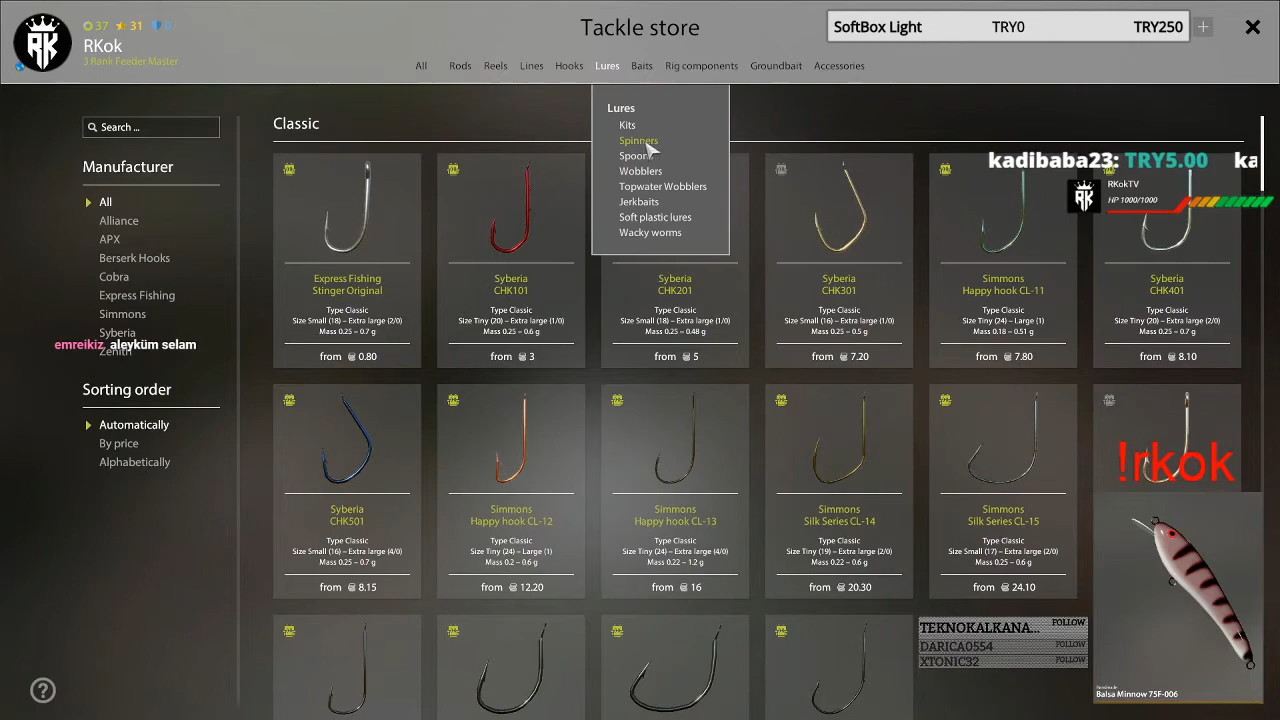 37 31 0
RKok
3 Rank Feeder Master
Tackle store
SoftBox Light TRY0 TRY250 +
All Rods Reels Lines Hooks Lures Baits Rig components Groundbait Accessories
Lures
Kits
Spinners
Spoons
Wobblers
Topwater Wobblers
Jerkbaits
Soft plastic lures
Wacky worms
Search ...
Manufacturer
All
Alliance
APX
Berserk Hooks
Cobra
Express Fishing
Simmons
Syberia
Zenith
emreikiz aleyküm selam
Sorting order
Automatically
By price
Alphabetically
?
Classic
kadibaba23: TRY5.00 ka
RK
RKokTV
HP 1000/1000
Express Fishing
Stinger Original
Type Classic
Size Small (18) – Extra large (2/0)
Mass 0.25 – 0.7 g
from 0.80
Syberia
CHK101
Type Classic
Size Tiny (20) – Extra large (1/0)
Mass 0.25 – 0.6 g
from 3
Syberia
CHK201
Type Classic
Size Small (18) – Extra large (1/0)
Mass 0.25 – 0.48 g
from 5
Syberia
CHK301
Type Classic
Size Small (16) – Extra large (1/0)
Mass 0.25 – 0.5 g
from 7.20
Simmons
Happy hook CL-11
Type Classic
Size Tiny (24) – Large (1)
Mass 0.18 – 0.51 g
from 7.80
Syberia
CHK401
Type Classic
Size Tiny (20) – Extra large (2/0)
Mass 0.25 – 0.7 g
from 8.10
Syberia
CHK501
Type Classic
Size Small (16) – Extra large (4/0)
Mass 0.25 – 0.7 g
from 8.15
Simmons
Happy hook CL-12
Type Classic
Size Tiny (24) – Large (1)
Mass 0.2 – 0.6 g
from 12.20
Simmons
Happy hook CL-13
Type Classic
Size Tiny (24) – Extra large (4/0)
Mass 0.22 – 1.2 g
from 16
Simmons
Silk Series CL-14
Type Classic
Size Tiny (19) – Extra large (2/0)
Mass 0.22 – 0.6 g
from 20.30
Simmons
Silk Series CL-15
Type Classic
Size Small (17) – Extra large (2/0)
Mass 0.25 – 0.6 g
from 24.10
!rkok
TEKNOKALKANA... FOLLOW
DARICA0554 FOLLOW
XTONIC32 FOLLOW
Balsa Minnow 75F-006